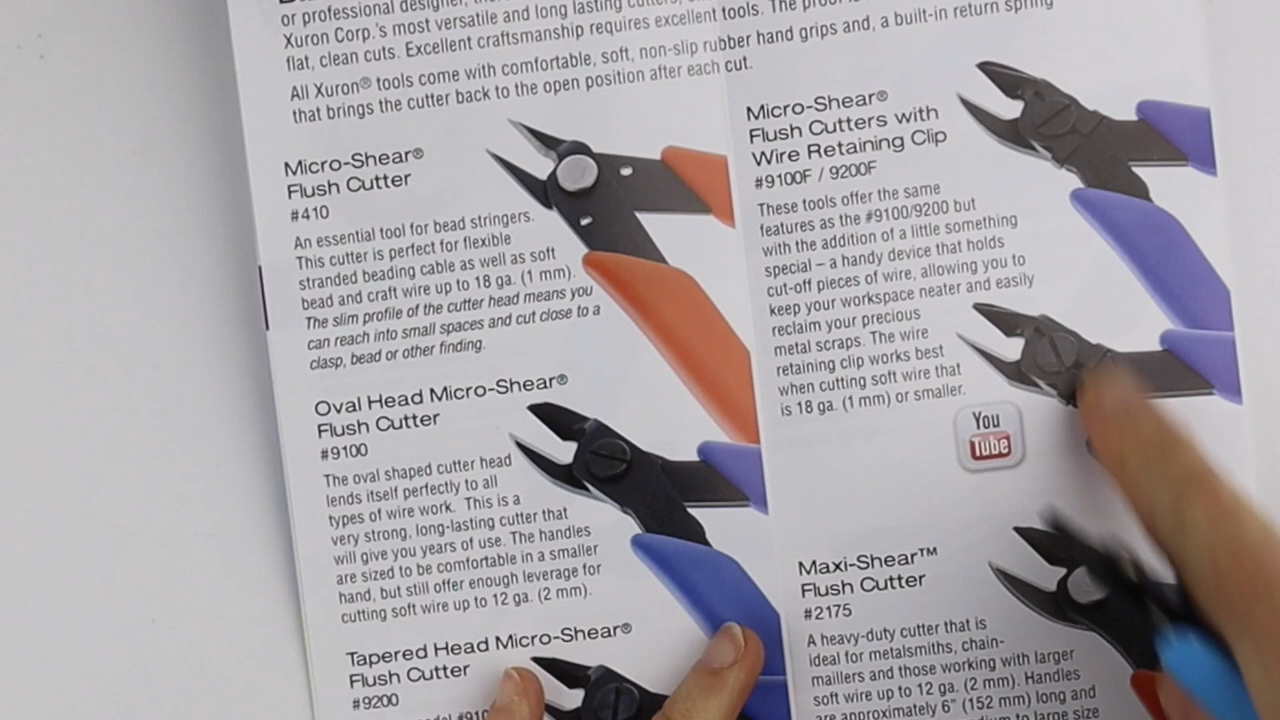 or professional designer,
Xuron Corp.'s most versatile and long lasting cutters,
flat, clean cuts. Excellent craftsmanship requires excellent tools. The proof
All Xuron® tools come with comfortable, soft, non-slip rubber hand grips and, a built-in return spring
that brings the cutter back to the open position after each cut.
Micro-Shear®
Flush Cutter
#410
An essential tool for bead stringers.
This cutter is perfect for flexible
stranded beading cable as well as soft
bead and craft wire up to 18 ga. (1 mm).
The slim profile of the cutter head means you
can reach into small spaces and cut close to a
clasp, bead or other finding.
Oval Head Micro-Shear®
Flush Cutter
#9100
The oval shaped cutter head
lends itself perfectly to all
types of wire work. This is a
very strong, long-lasting cutter that
will give you years of use. The handles
are sized to be comfortable in a smaller
hand, but still offer enough leverage for
cutting soft wire up to 12 ga. (2 mm).
Tapered Head Micro-Shear®
Flush Cutter
#9200
Micro-Shear®
Flush Cutters with
Wire Retaining Clip
#9100F / 9200F
These tools offer the same
features as the #9100/9200 but
with the addition of a little something
special – a handy device that holds
cut-off pieces of wire, allowing you to
keep your workspace neater and easily
reclaim your precious
metal scraps. The wire
retaining clip works best
when cutting soft wire that
is 18 ga. (1 mm) or smaller.
You
Tube
Maxi-Shear™
Flush Cutter
#2175
A heavy-duty cutter that is
ideal for metalsmiths, chain-
maillers and those working with larger
soft wire up to 12 ga. (2 mm). Handles
are approximately 6" (152 mm) long and
to large size